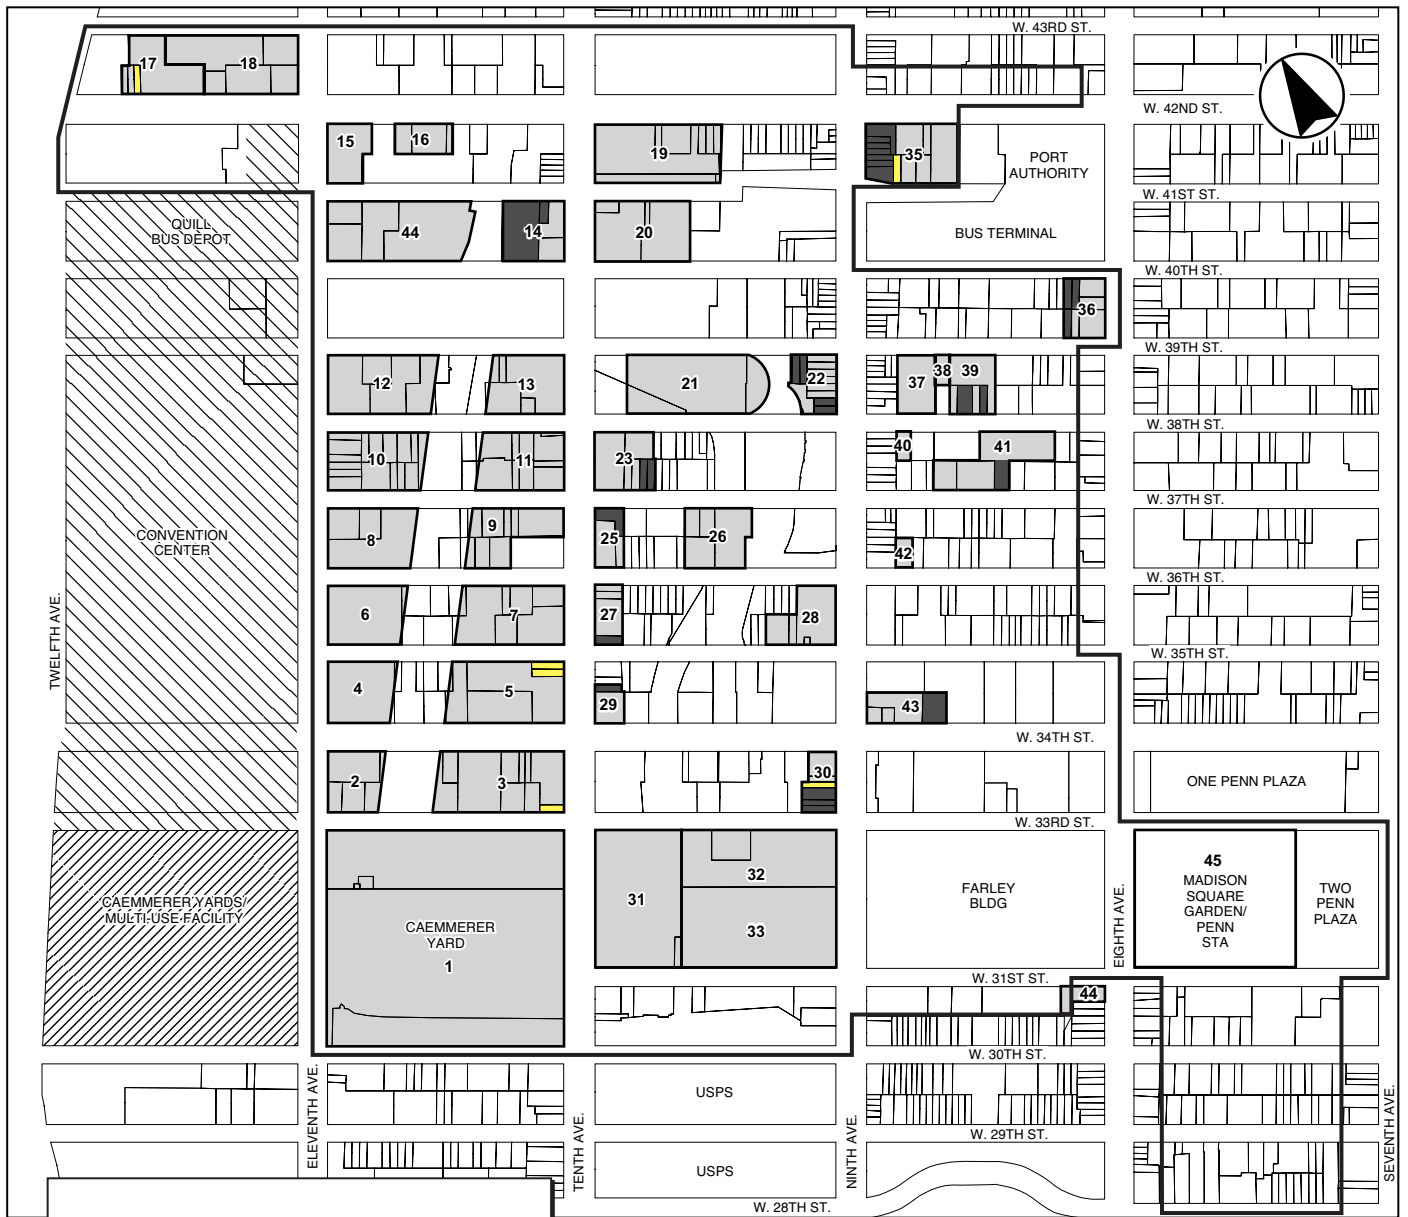 W. 43RD ST.
17
18
W. 42ND ST.
15
16
19
35
PORT
AUTHORITY
W. 41ST ST.
QUILL
BUS DEPOT
44
14
20
BUS TERMINAL
W. 40TH ST.
36
W. 39TH ST.
12
13
21
22
37
38
39
W. 38TH ST.
10
11
23
40
41
W. 37TH ST.
CONVENTION
CENTER
8
9
25
26
42
W. 36TH ST.
TWELFTH AVE.
6
7
27
28
W. 35TH ST.
4
5
29
43
W. 34TH ST.
2
3
30
ONE PENN PLAZA
W. 33RD ST.
CAEMMERER YARDS/
MULTI-USE FACILITY
CAEMMERER
YARD
1
31
32
33
FARLEY
BLDG
EIGHTH AVE.
45
MADISON
SQUARE
GARDEN/
PENN
STA
TWO
PENN
PLAZA
W. 31ST ST.
44
W. 30TH ST.
ELEVENTH AVE.
TENTH AVE.
USPS
NINTH AVE.
W. 29TH ST.
SEVENTH AVE.
USPS
W. 28TH ST.